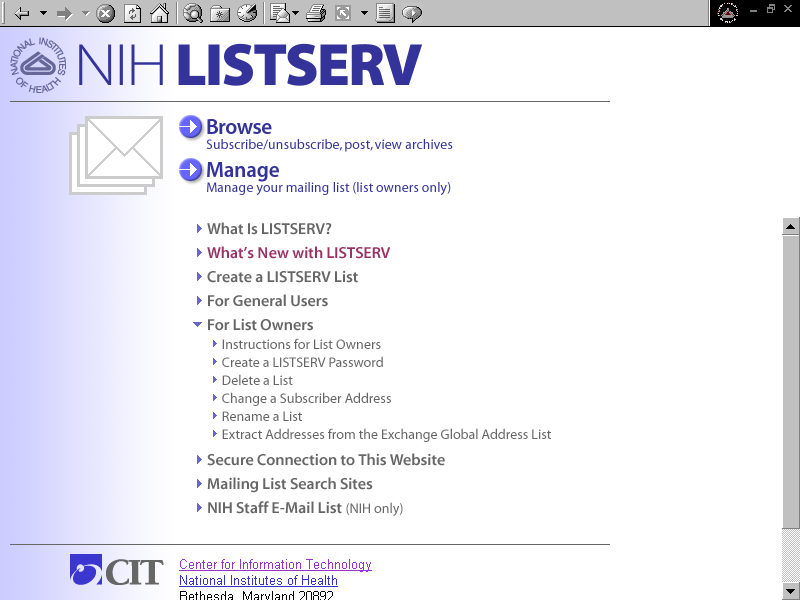 NATIONAL INSTITUTES OF HEALTH
NIH LISTSERV
Browse
Subscribe/unsubscribe, post, view archives
Manage
Manage your mailing list (list owners only)
What Is LISTSERV?
What's New with LISTSERV
Create a LISTSERV List
For General Users
For List Owners
Instructions for List Owners
Create a LISTSERV Password
Delete a List
Change a Subscriber Address
Rename a List
Extract Addresses from the Exchange Global Address List
Secure Connection to This Website
Mailing List Search Sites
NIH Staff E-Mail List (NIH only)
CIT
Center for Information Technology
National Institutes of Health
Bethesda, Maryland 20892